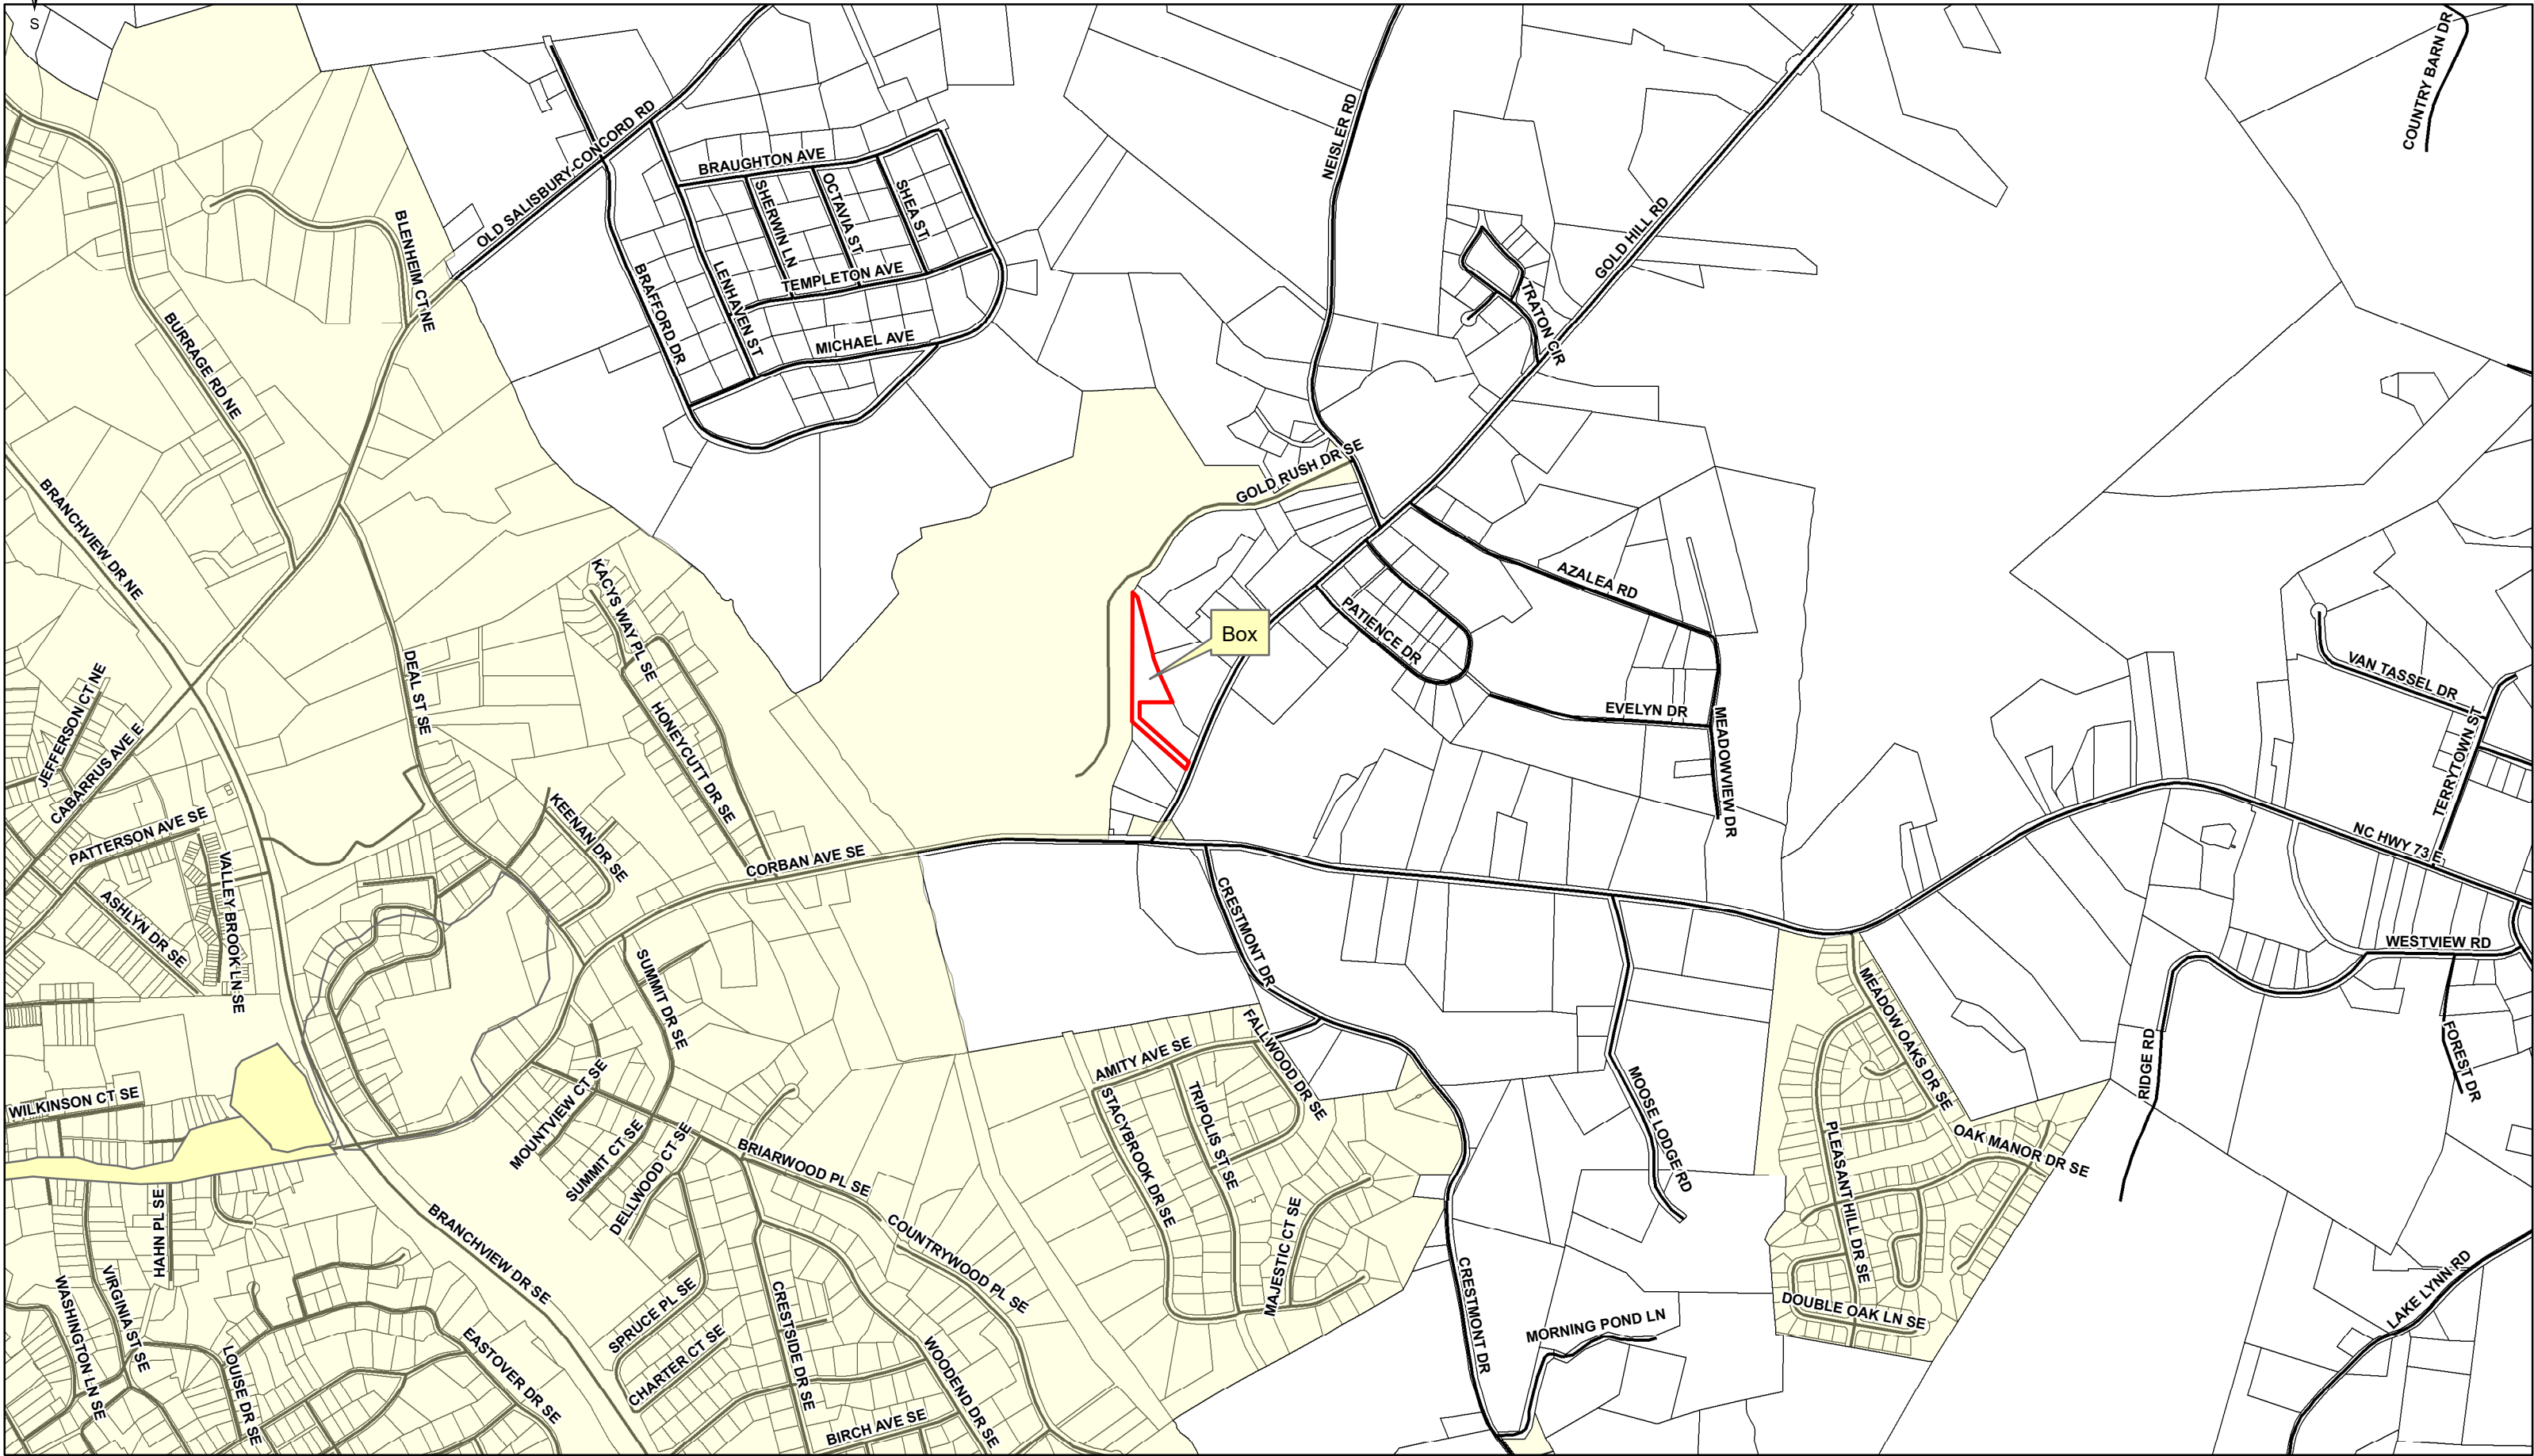 S
COUNTRY BARN DR
OLD SALISBURY-CONCORD RD
NEISLER RD
BRAUGHTON AVE
SHERWIN LN
OCTAVIA ST
SHEA ST
GOLD HILL RD
BLENHEIM CT NE
LENHAVEN ST
BRAFFORD DR
TEMPLETON AVE
MICHAEL AVE
TRATON CIR
BURRAGE RD NE
GOLD RUSH DR SE
BRANCHVIEW DR NE
AZALEA RD
KACYS WAY PL SE
PATIENCE DR
Box
DEAL ST SE
JEFFERSON CT NE
CABARRUS AVE E
HONEYCUTT DR SE
EVELYN DR
MEADOWVIEW DR
VAN TASSEL DR
TERRYTOWN ST
KEENAN DR SE
PATTERSON AVE SE
VALLEY BROOK LN SE
CORBAN AVE SE
NC HWY 73 E
ASHLYN DR SE
CRESTMONT DR
SUMMIT DR SE
WESTVIEW RD
MEADOW OAKS DR SE
FALLWOOD DR SE
AMITY AVE SE
RIDGE RD
FOREST DR
STACYBROOK DR SE
TRIPOLIS ST SE
MOOSE LODGE RD
WILKINSON CT SE
MOUNTVIEW CT SE
SUMMIT CT SE
DELLWOOD CT SE
BRIARWOOD PL SE
OAK MANOR DR SE
PLEASANT HILL DR SE
HAHN PL SE
BRANCHVIEW DR SE
COUNTRYWOOD PL SE
MAJESTIC CT SE
VIRGINIA ST SE
WASHINGTON LN SE
CRESTSIDE DR SE
SPRUCE PL SE
CHARTER CT SE
CRESTMONT DR
MORNING POND LN
DOUBLE OAK LN SE
LAKE LYNN RD
LOUISE DR SE
EASTOVER DR SE
WOODEND DR SE
BIRCH AVE SE